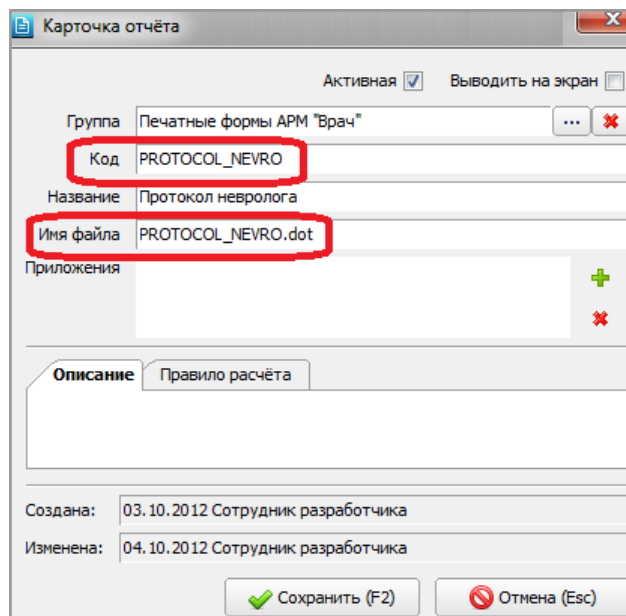 Карточка отчёта
Активная Выводить на экран
Группа Печатные формы АРМ "Врач" ...
Код PROTOCOL_NEVRO
Название Протокол невролога
Имя файла PROTOCOL_NEVRO.dot
Приложения
Описание Правило расчёта
Создана: 03.10.2012 Сотрудник разработчика
Изменена: 04.10.2012 Сотрудник разработчика
Сохранить (F2) Отмена (Esc)